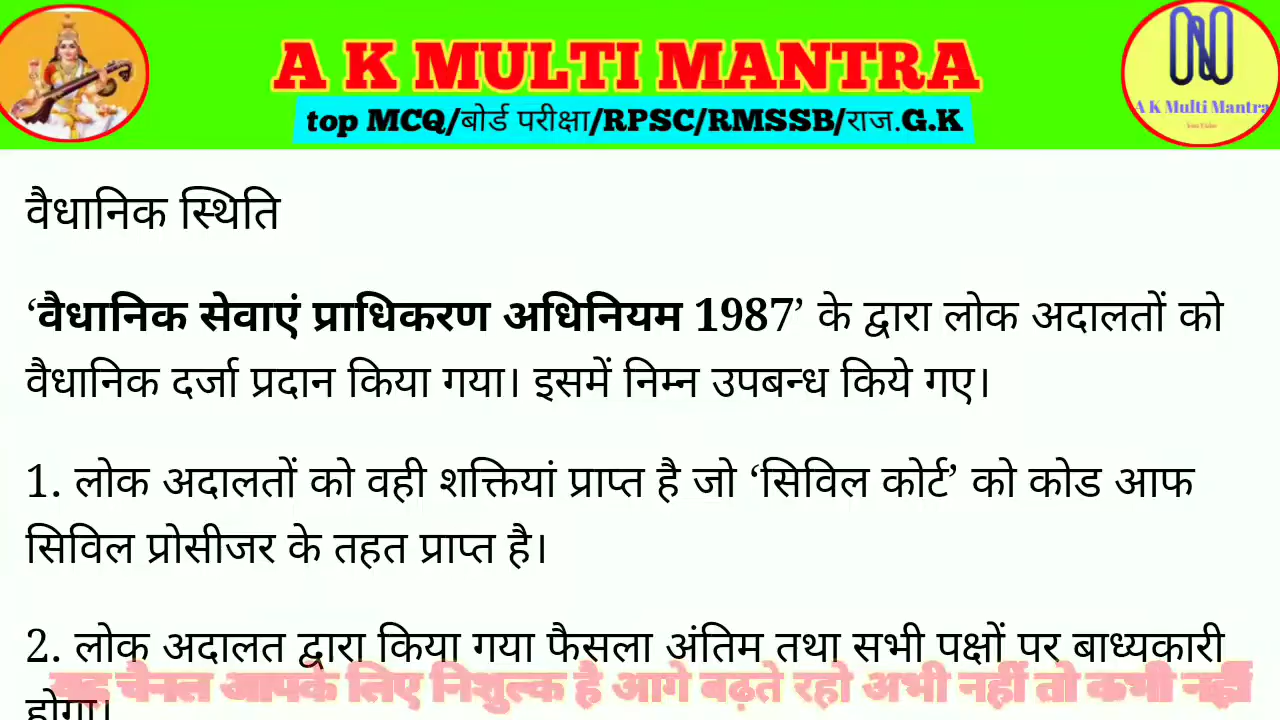 A K MULTI MANTRA
top MCQ/बोर्ड परीक्षा/RPSC/RMSSB/राज.G.K
A K Multi Mantra
YouTube
वैधानिक स्थिति
‘वैधानिक सेवाएं प्राधिकरण अधिनियम 1987’ के द्वारा लोक अदालतों को
वैधानिक दर्जा प्रदान किया गया। इसमें निम्न उपबन्ध किये गए।
1. लोक अदालतों को वही शक्तियां प्राप्त है जो ‘सिविल कोर्ट’ को कोड आफ
सिविल प्रोसीजर के तहत प्राप्त है।
2. लोक अदालत द्वारा किया गया फैसला अंतिम तथा सभी पक्षों पर बाध्यकारी
होगा।
यह चैनल आपके लिए निशुल्क है आगे बढ़ते रहो अभी नहीं तो कभी नहीं